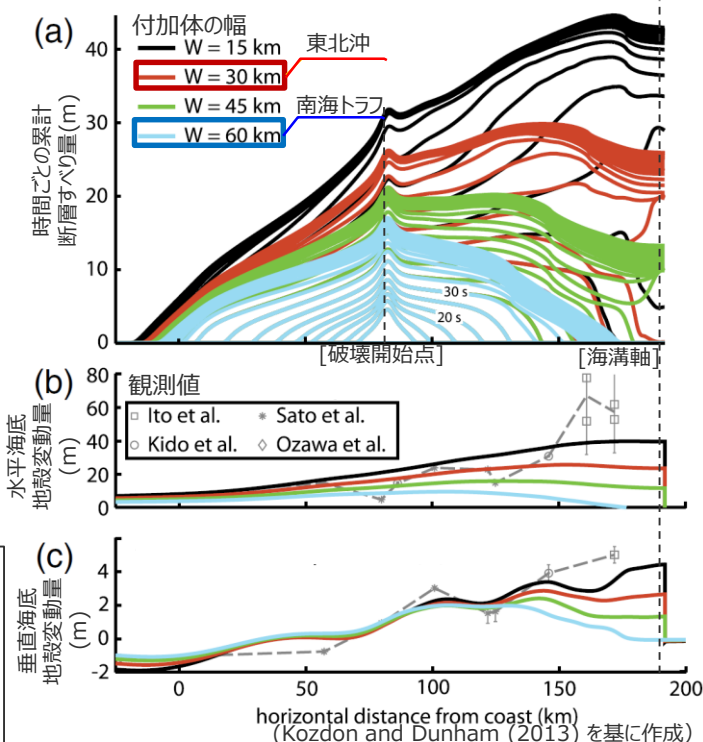 (a)
付加体の幅
W = 15 km
W = 30 km
W = 45 km
W = 60 km
東北沖
南海トラフ
時間ごとの累計
断層すべり量(m)
40
30
20
10
0
30 s
20 s
[破壊開始点]
[海溝軸]
(b)
観測値
Ito et al.
Sato et al.
Kido et al.
Ozawa et al.
水平海底
地殻変動量
(m)
80
60
40
20
0
(c)
垂直海底
地殻変動量
(m)
4
2
0
-2
0
50
100
150
200
horizontal distance from coast (km)
(Kozdon and Dunham (2013) を基に作成)